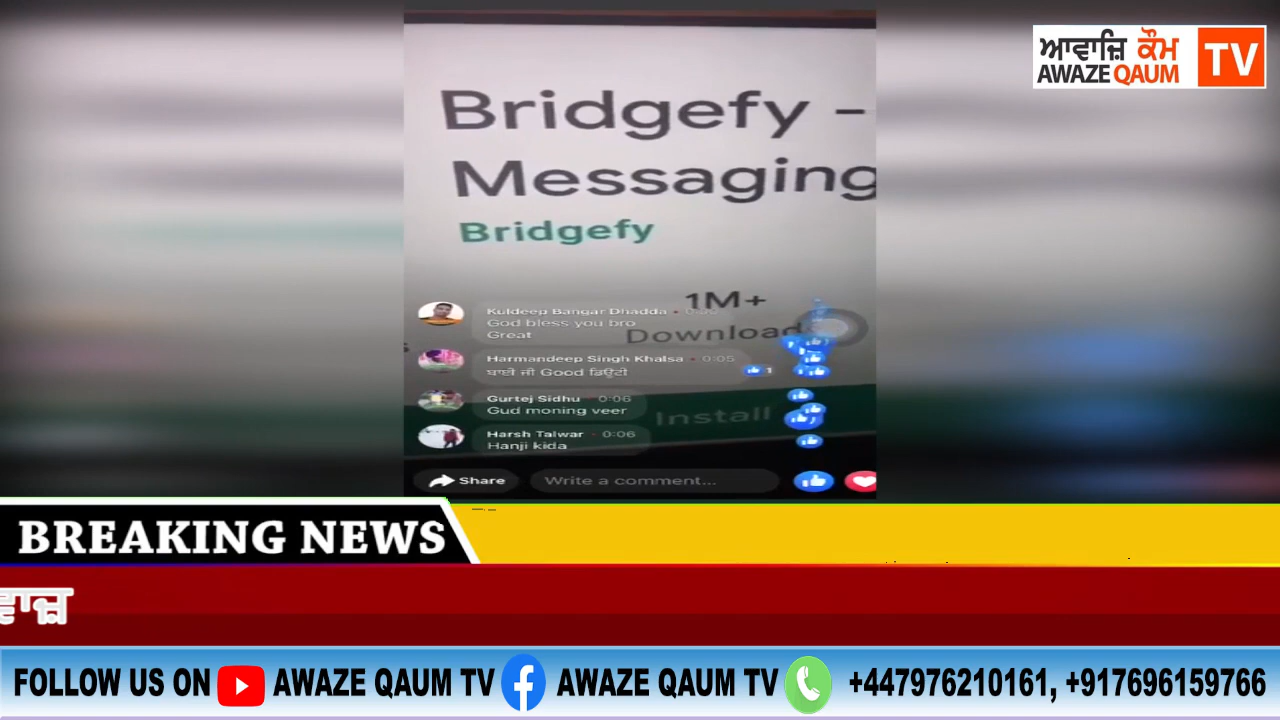 ਆਵਾਜ਼ਿ ਕੌਮ
AWAZE QAUM
TV
Bridgefy -
Messaging
Bridgefy
1M+
Download
Kuldeep Bangar Dhadda
God bless you bro
Great
Harmandeep Singh Khalsa • 0:05
ਬਾਈ ਜੀ Good ਡਿਊਟੀ
1
Gurtej Sidhu 0:06
Gud moning veer
Install
Harsh Talwar • 0:06
Hanji kida
Share
Write a comment...
BREAKING NEWS
FOLLOW US ON AWAZE QAUM TV AWAZE QAUM TV +447976210161, +917696159766